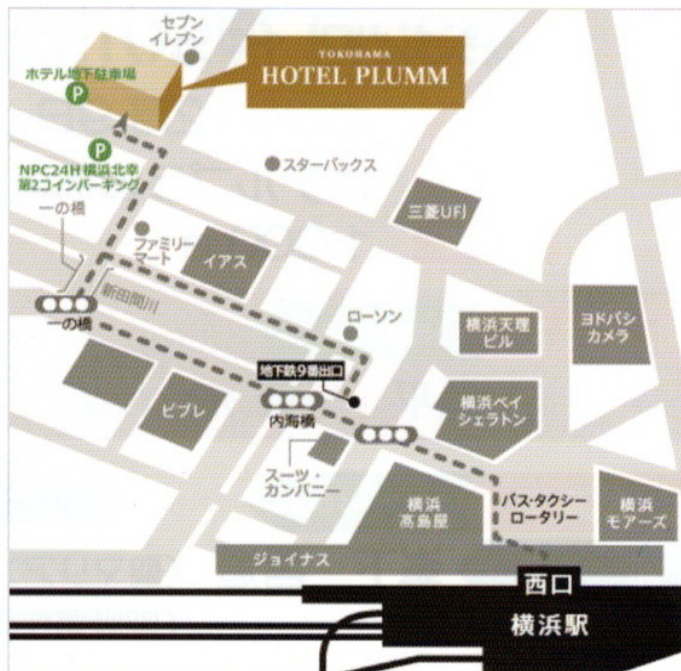 セブン
イレブン
YOKOHAMA
HOTEL PLUMM
ホテル地下駐車場
P
P
NPC24H横浜北幸
第2コインパーキング
スターバックス
一の橋
三菱UFJ
ファミリー
マート
イアス
新田間川
一の橋
ローソン
横浜天理
ビル
ヨドバシ
カメラ
地下鉄9番出口
ビブレ
内海橋
横浜ベイ
シェラトン
スーツ・
カンパニー
横浜
高島屋
バス・タクシー
ロータリー
横浜
モアーズ
ジョイナス
西口
横浜駅